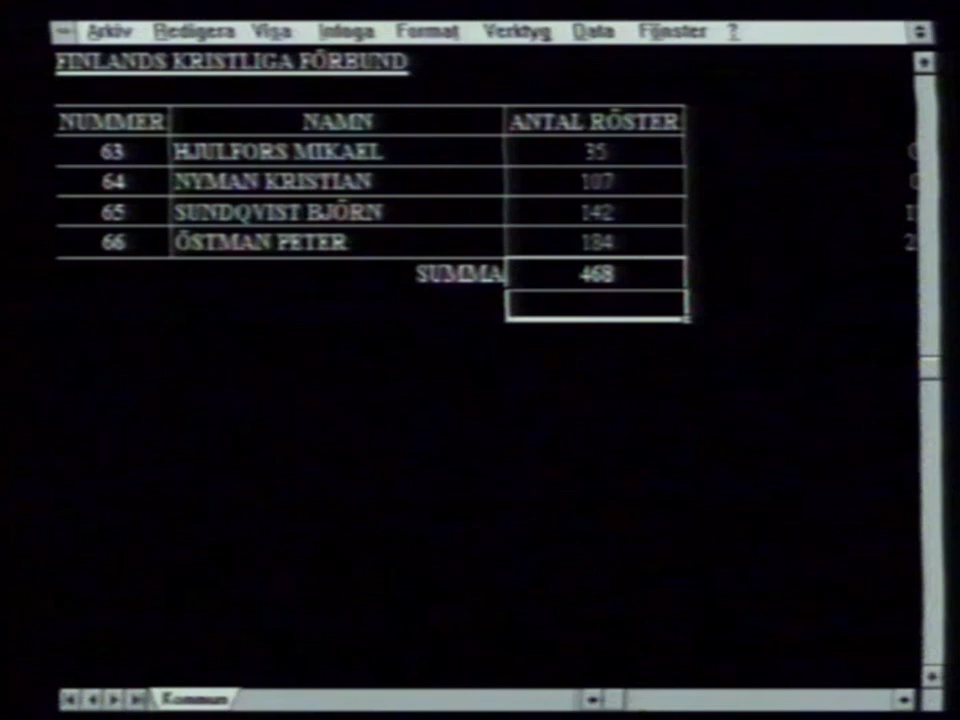 Arkiv Redigera Visa Infoga Format Verktyg Data Fönster ?
FINLANDS KRISTLIGA FÖRBUND
NUMMER NAMN ANTAL RÖSTER
63 HJULFORS MIKAEL 35
64 NYMAN KRISTIAN 107
65 SUNDQVIST BJÖRN 142
66 ÖSTMAN PETER 184
SUMMA 468
Kommun